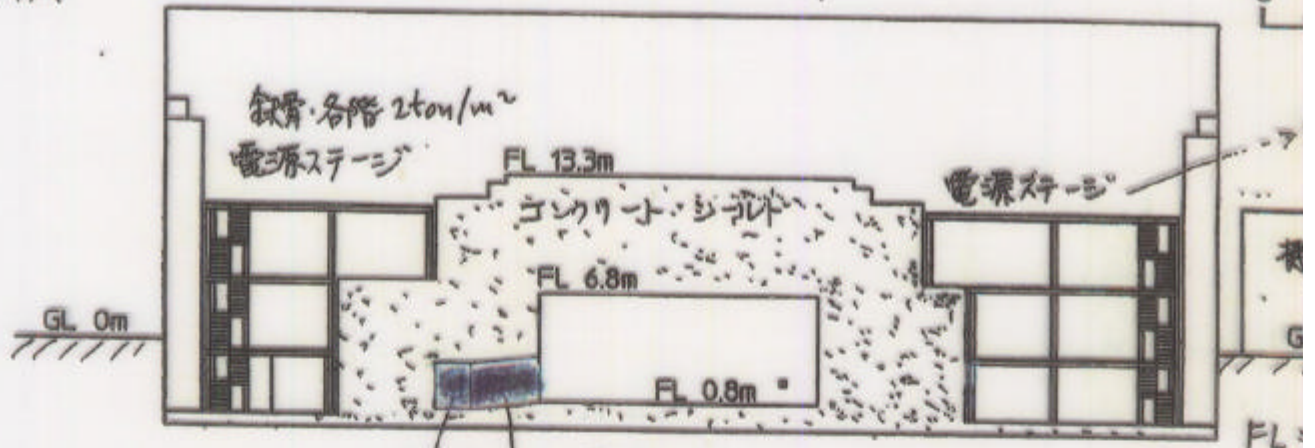 鉄骨・各階 2ton/m²
電源ステージ
FL 13.3m
電源ステージ
コンクリート・シールド
FL 6.8m
GL 0m
FL 0.8m